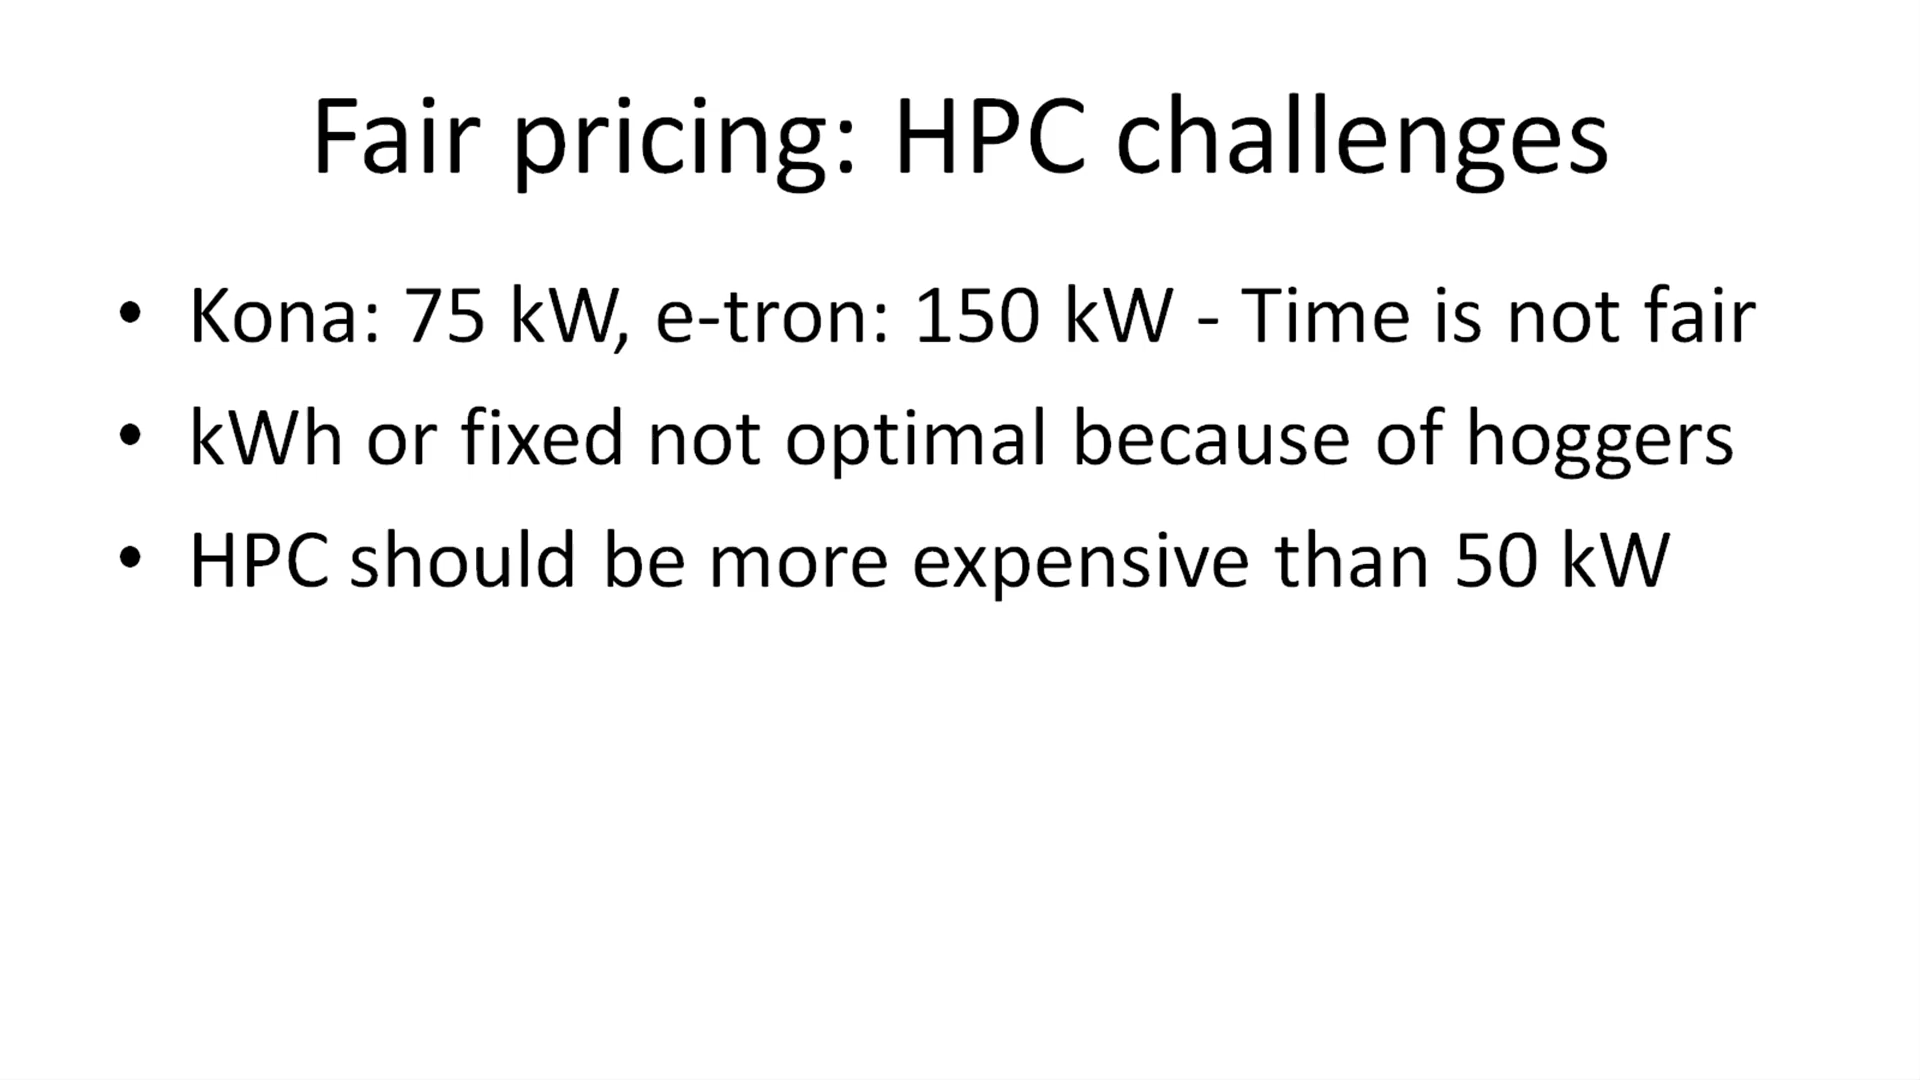 Fair pricing: HPC challenges
• Kona: 75 kW, e-tron: 150 kW - Time is not fair
• kWh or fixed not optimal because of hoggers
• HPC should be more expensive than 50 kW